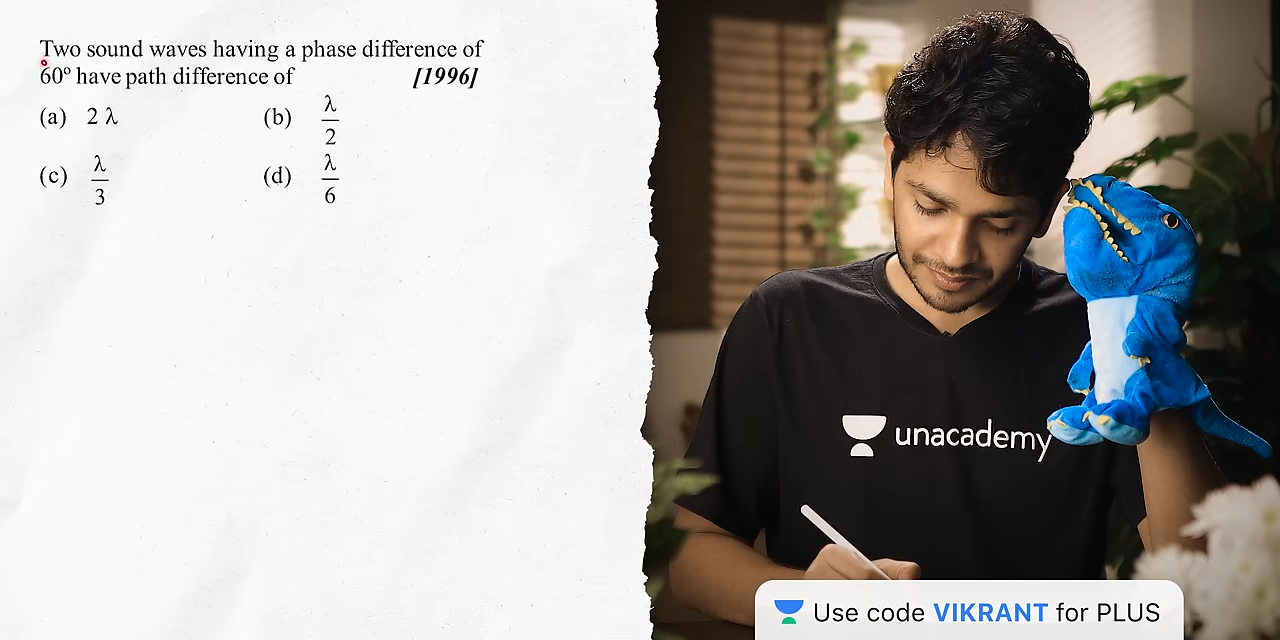 Two sound waves having a phase difference of
60º have path difference of [1996]
(a) 2 λ (b) λ/2
(c) λ/3 (d) λ/6
unacademy
Use code VIKRANT for PLUS